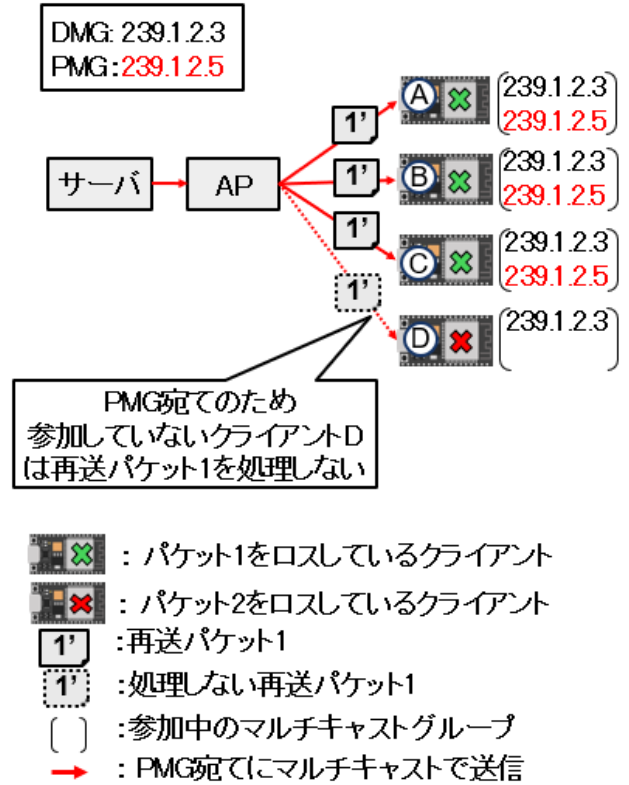 DMG: 239.1.2.3
PMG:239.1.2.5
サーバ
AP
1’
1’
1’
1’
A
239.1.2.3
239.1.2.5
B
239.1.2.3
239.1.2.5
C
239.1.2.3
239.1.2.5
D
239.1.2.3
PMG宛てのため
参加していないクライアントD
は再送パケット1を処理しない
: パケット1をロスしているクライアント
: パケット2をロスしているクライアント
1’ :再送パケット1
1’ :処理しない再送パケット1
( ) :参加中のマルチキャストグループ
: PMG宛てにマルチキャストで送信